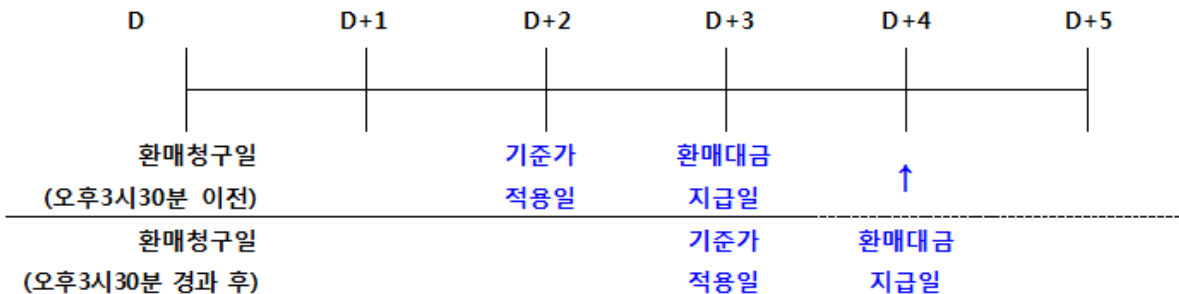 D D+1 D+2 D+3 D+4 D+5
환매청구일 기준가 환매대금
↑
(오후3시30분 이전) 적용일 지급일
환매청구일 기준가 환매대금
(오후3시30분 경과 후) 적용일 지급일